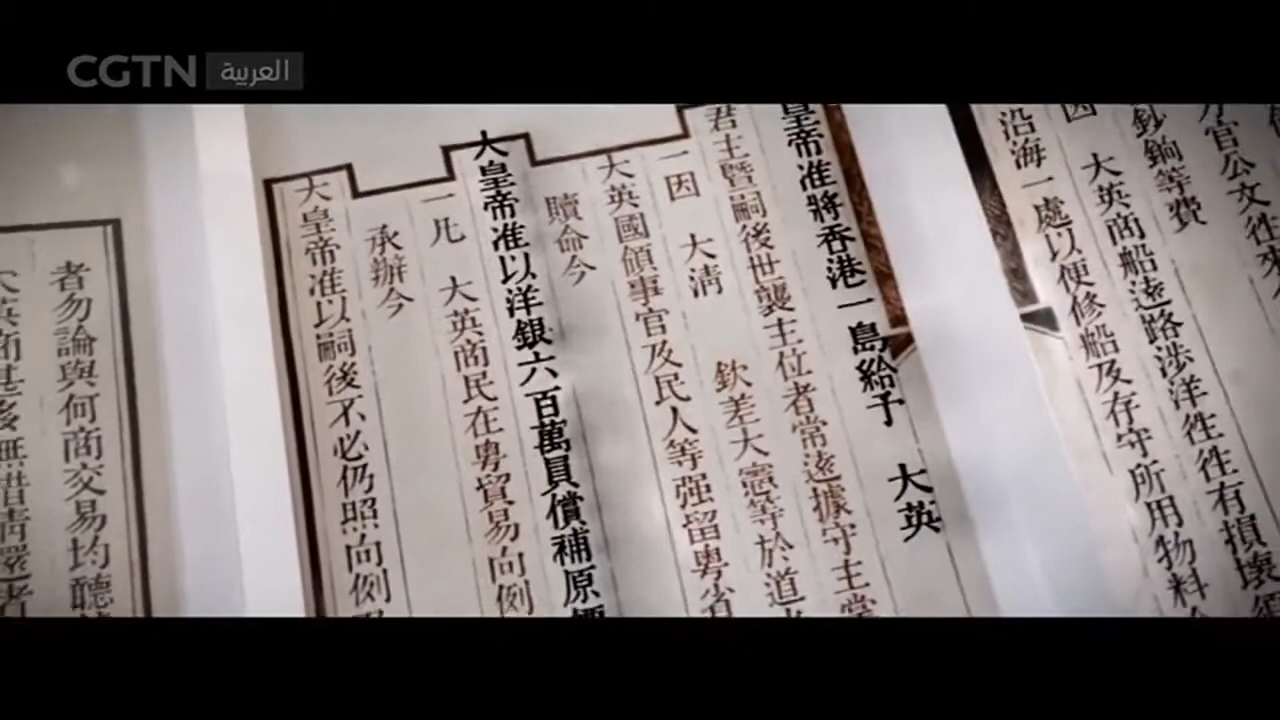 CGTN العربية
方官公文往來
鈔餉等費
因 大英商船遠路涉洋往往有損壞須
沿海一處以便修船及存守所用物料
皇帝准將香港一島給予 大英
君主暨嗣後世襲主位者常遠據守主掌
一因 大清 欽差大憲等於道
大英國領事官及民人等强留粵省
贖命今
大皇帝准以洋銀六百萬員償補原價
一凡 大英商民在粵貿易向例
承辦今
大皇帝准以嗣後不必仍照向例
者勿論與何商交易均聽